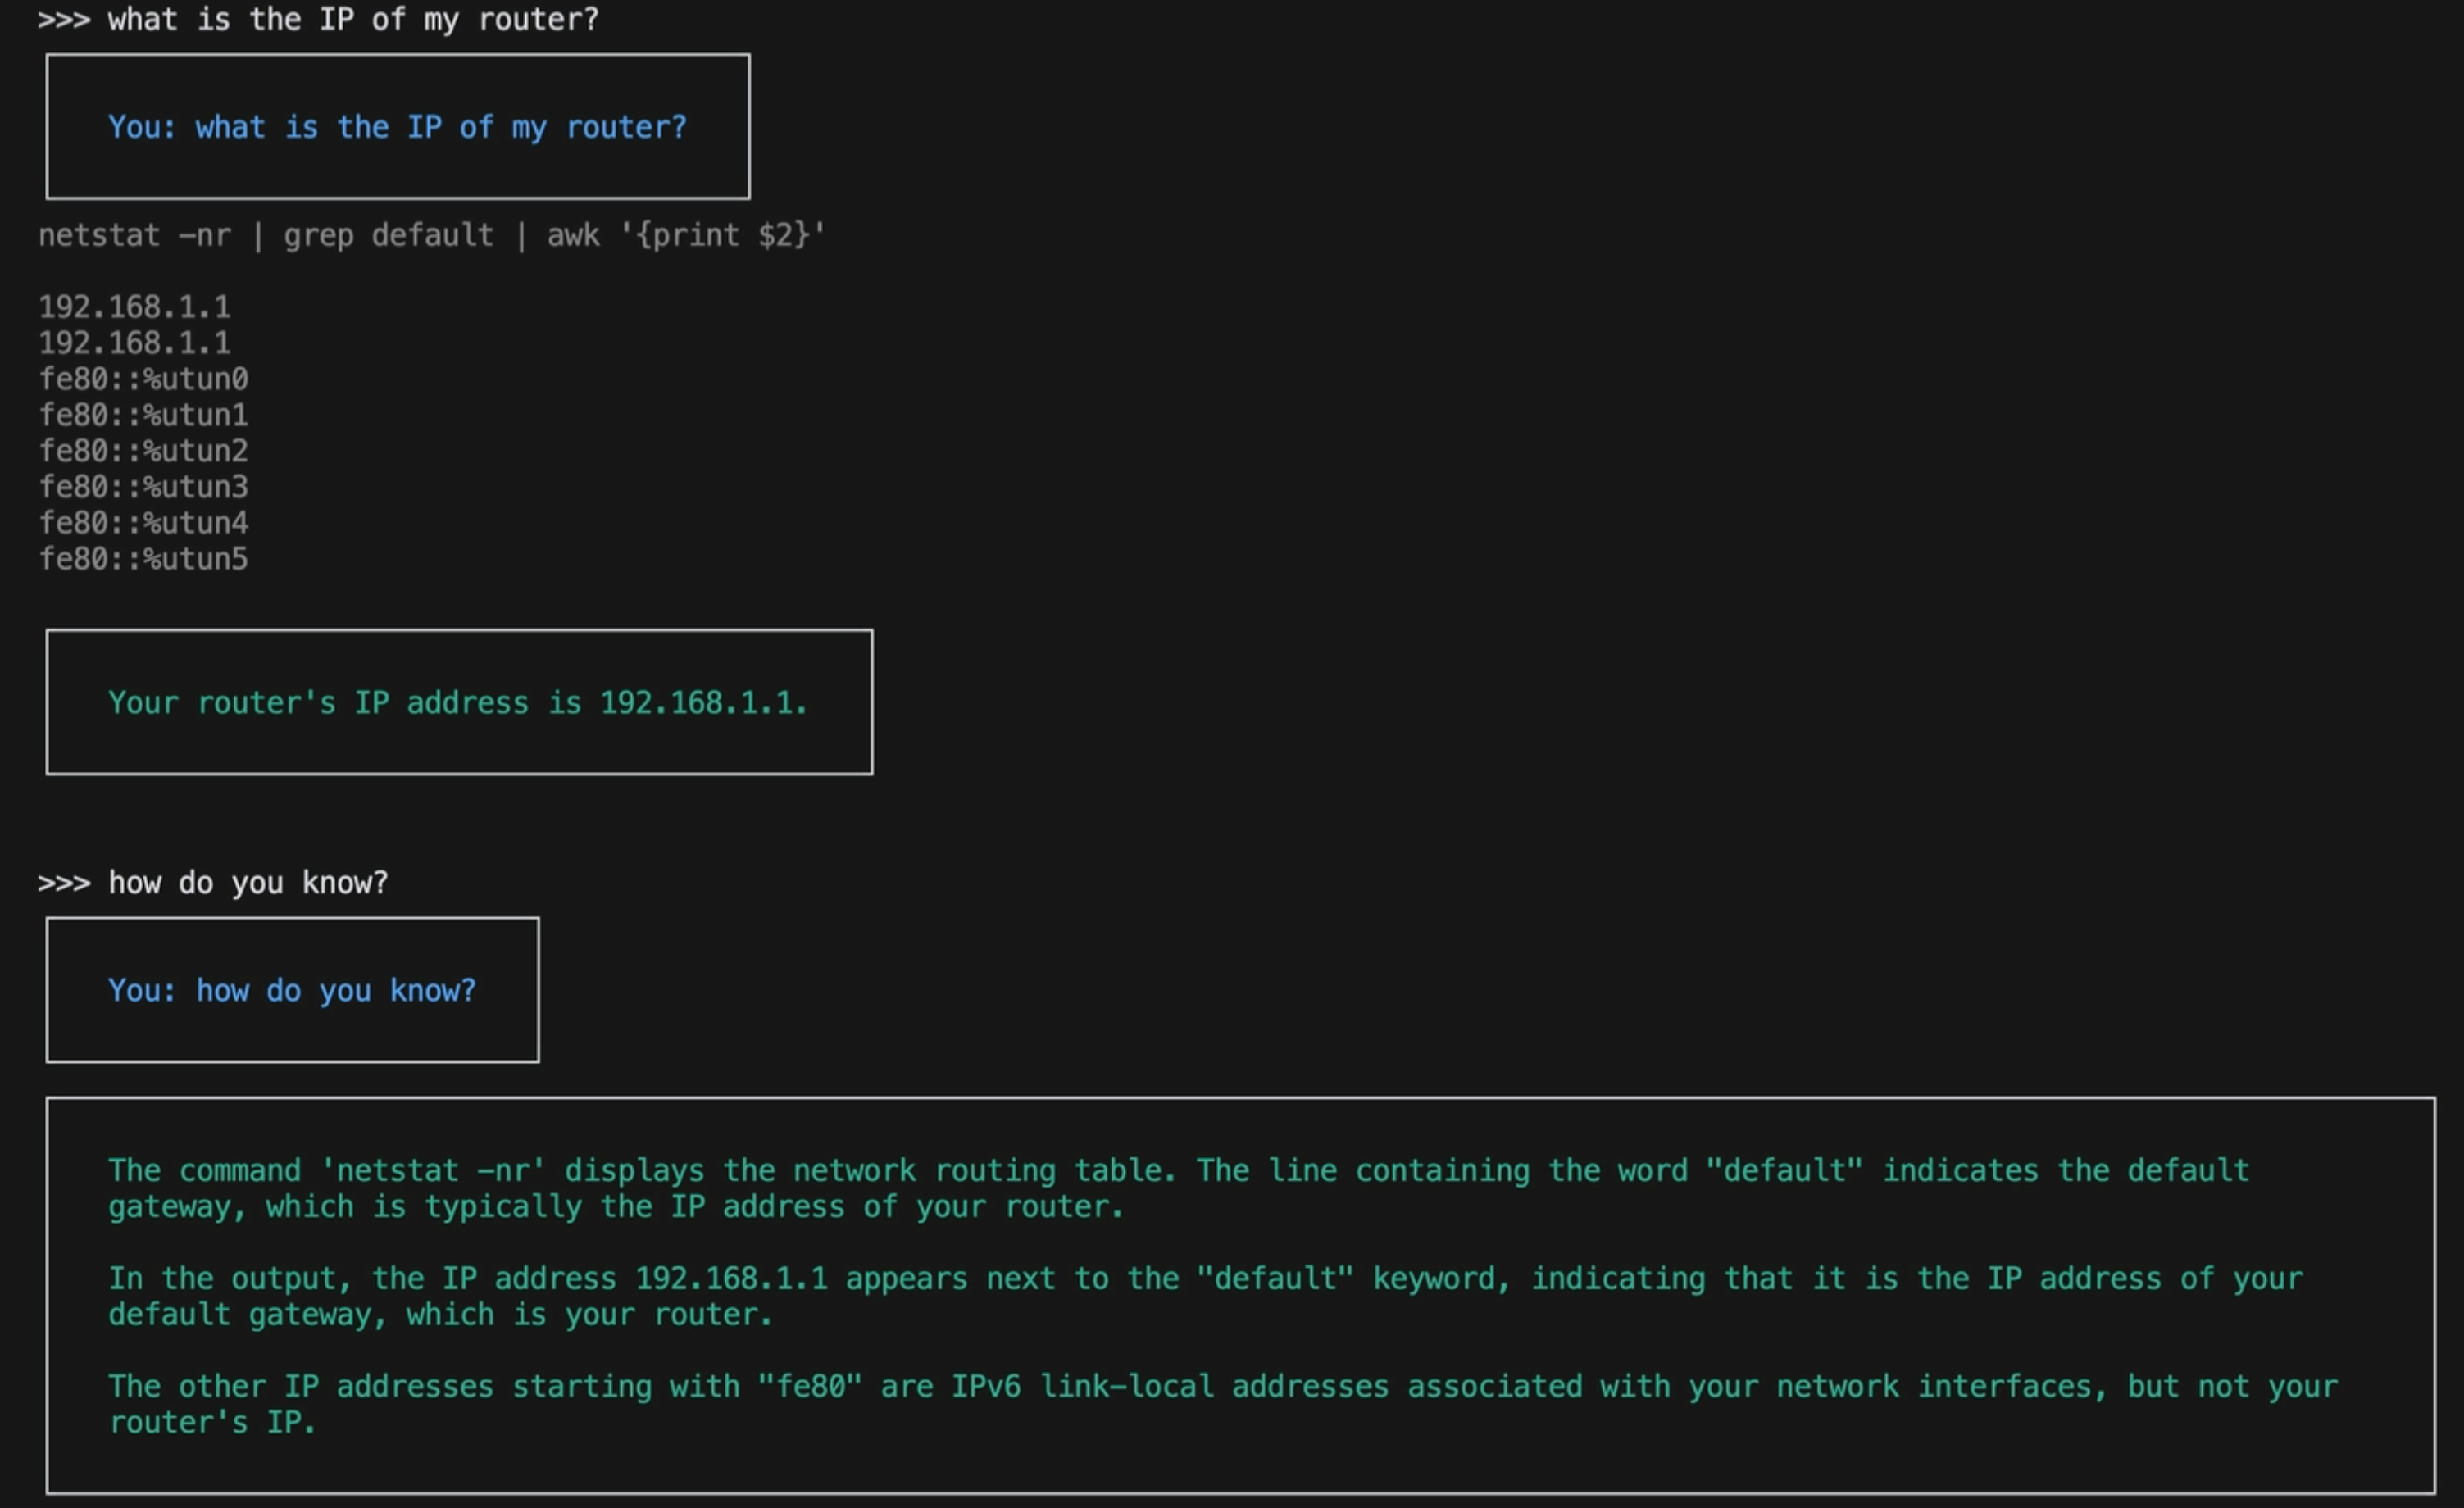 >>> what is the IP of my router?
You: what is the IP of my router?
netstat -nr | grep default | awk '{print $2}'
192.168.1.1
192.168.1.1
fe80::%utun0
fe80::%utun1
fe80::%utun2
fe80::%utun3
fe80::%utun4
fe80::%utun5
Your router's IP address is 192.168.1.1.
>>> how do you know?
You: how do you know?
The command 'netstat -nr' displays the network routing table. The line containing the word "default" indicates the default
gateway, which is typically the IP address of your router.
In the output, the IP address 192.168.1.1 appears next to the "default" keyword, indicating that it is the IP address of your
default gateway, which is your router.
The other IP addresses starting with "fe80" are IPv6 link-local addresses associated with your network interfaces, but not your
router's IP.